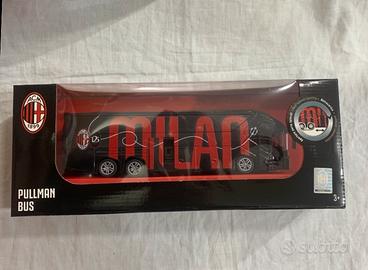 ACM
1899
MILAN
PULLMAN
BUS
3+
subito